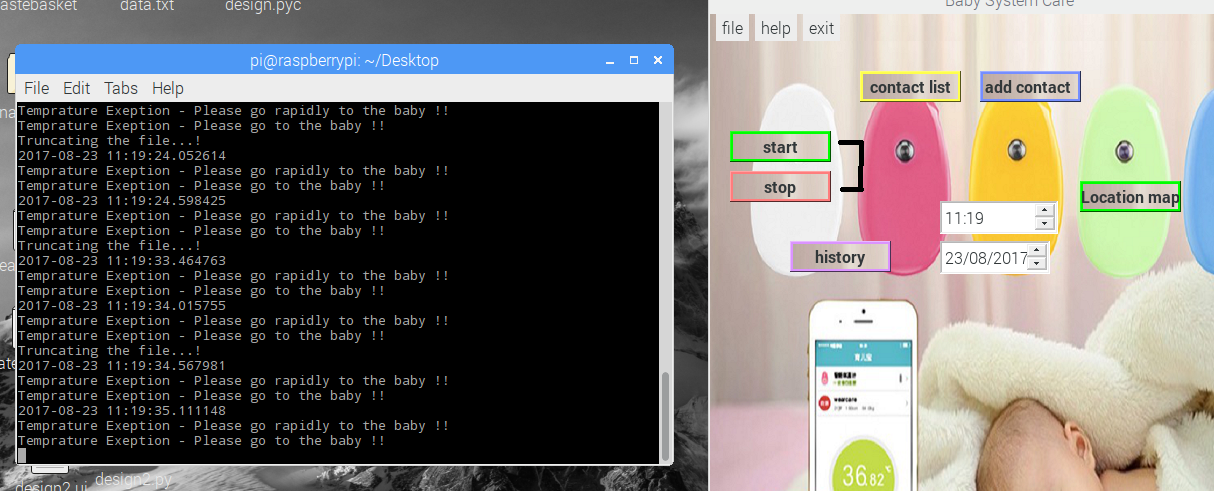 astebasket
data.txt
design.pyc
pi@raspberrypi: ~/Desktop
File Edit Tabs Help
Temprature Exeption - Please go rapidly to the baby !!
Temprature Exeption - Please go to the baby !!
Truncating the file...!
2017-08-23 11:19:24.052614
Temprature Exeption - Please go rapidly to the baby !!
Temprature Exeption - Please go to the baby !!
2017-08-23 11:19:24.598425
Temprature Exeption - Please go rapidly to the baby !!
Temprature Exeption - Please go to the baby !!
Truncating the file...!
2017-08-23 11:19:33.464763
Temprature Exeption - Please go rapidly to the baby !!
Temprature Exeption - Please go to the baby !!
2017-08-23 11:19:34.015755
Temprature Exeption - Please go rapidly to the baby !!
Temprature Exeption - Please go to the baby !!
Truncating the file...!
2017-08-23 11:19:34.567981
Temprature Exeption - Please go rapidly to the baby !!
Temprature Exeption - Please go to the baby !!
2017-08-23 11:19:35.111148
Temprature Exeption - Please go rapidly to the baby !!
Temprature Exeption - Please go to the baby !!
design2.ui
design2.py
Baby System Care
file help exit
contact list
add contact
start
stop
Location map
11:19
history
23/08/2017
育儿宝
36.82 ℃